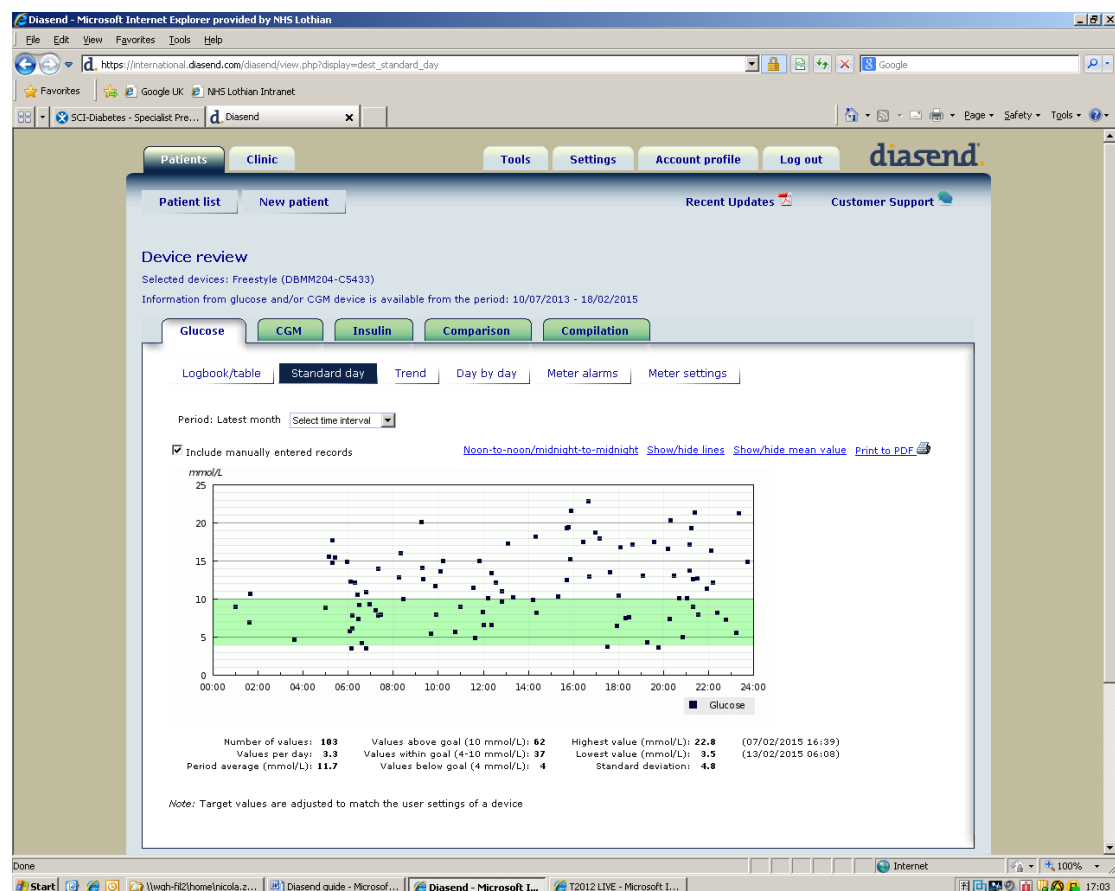 Diasend - Microsoft Internet Explorer provided by NHS Lothian
File Edit View Favorites Tools Help
https://international.diasend.com/diasend/view.php?display=dest_standard_day
Google
Favorites Google UK NHS Lothian Intranet
SCI-Diabetes - Specialist Pre... Diasend Page Safety Tools
Patients Clinic Tools Settings Account profile Log out diasend
Patient list New patient Recent Updates Customer Support
Device review
Selected devices: Freestyle (DBMM204-C5433)
Information from glucose and/or CGM device is available from the period: 10/07/2013 - 18/02/2015
Glucose CGM Insulin Comparison Compilation
Logbook/table Standard day Trend Day by day Meter alarms Meter settings
Period: Latest month Select time interval
Include manually entered records Noon-to-noon/midnight-to-midnight Show/hide lines Show/hide mean value Print to PDF
mmol/L
25
20
15
10
5
0
00:00 02:00 04:00 06:00 08:00 10:00 12:00 14:00 16:00 18:00 20:00 22:00 24:00
Glucose
Number of values: 103 Values above goal (10 mmol/L): 62 Highest value (mmol/L): 22.8 (07/02/2015 16:39)
Values per day: 3.3 Values within goal (4-10 mmol/L): 37 Lowest value (mmol/L): 3.5 (13/02/2015 06:08)
Period average (mmol/L): 11.7 Values below goal (4 mmol/L): 4 Standard deviation: 4.8
Note: Target values are adjusted to match the user settings of a device
Done Internet 100%
Start \\wgh-fil2\home\nicola.z... Diasend guide - Microsof... Diasend - Microsoft I... T2012 LIVE - Microsoft I... 17:03